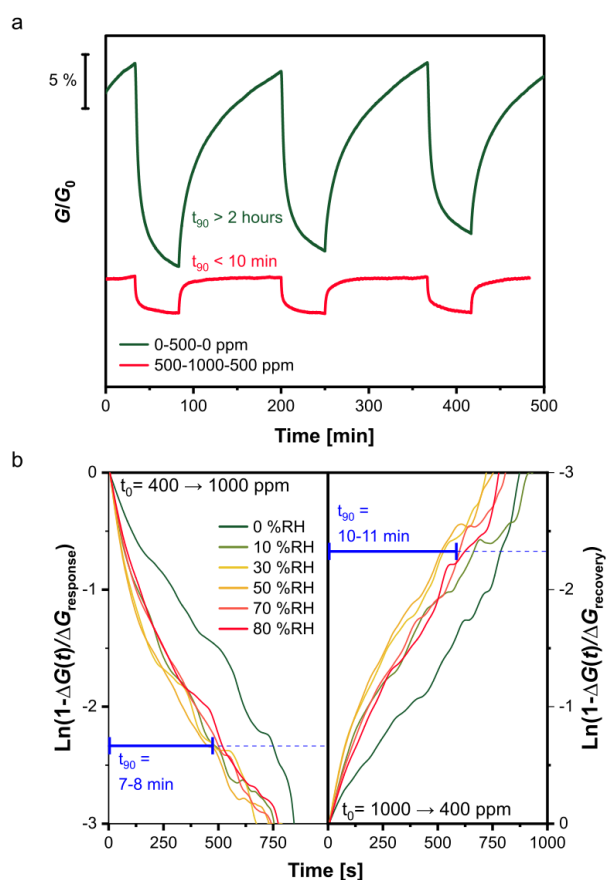 a
5 %
G/G₀
t₉₀ > 2 hours
t₉₀ < 10 min
0-500-0 ppm
500-1000-500 ppm
0 100 200 300 400 500
Time [min]
b
0
-1
-2
-3
Ln(1-ΔG(t)/ΔG_response)
t₀= 400 → 1000 ppm
0 %RH
10 %RH
30 %RH
50 %RH
70 %RH
80 %RH
t₉₀ =
7-8 min
t₉₀ =
10-11 min
t₀= 1000 → 400 ppm
-3
-2
-1
0
Ln(1-ΔG(t)/ΔG_recovery)
0 250 500 750 0 250 500 750 1000
Time [s]